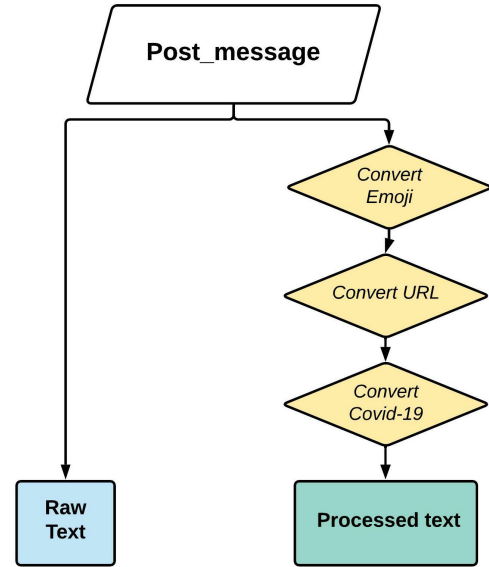 Post_message
Convert
Emoji
Convert URL
Convert
Covid-19
Raw
Text
Processed text